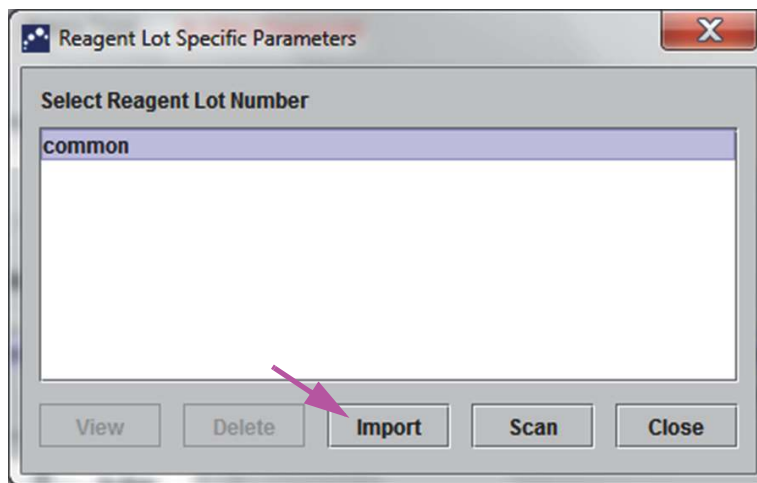 Reagent Lot Specific Parameters
Select Reagent Lot Number
common
View Delete Import Scan Close